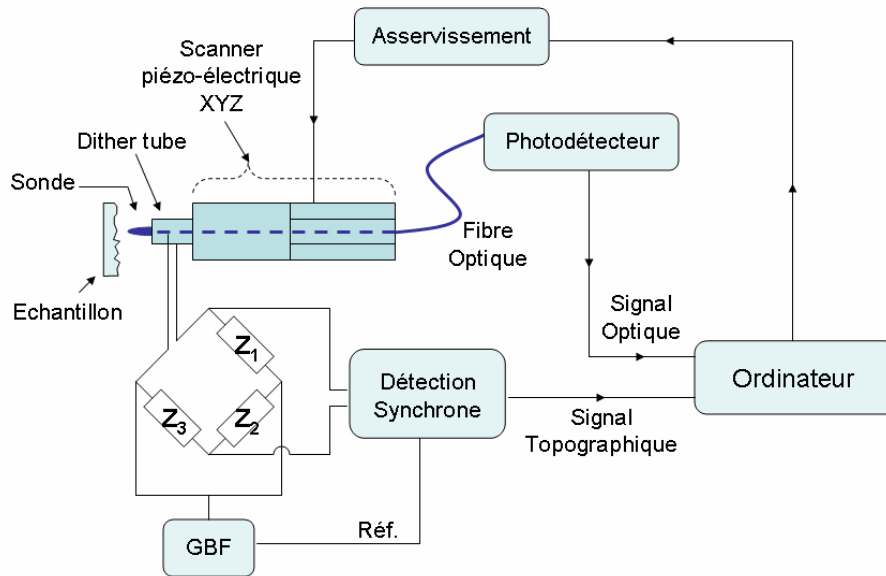 Asservissement
Scanner
piézo-électrique
XYZ
Photodétecteur
Dither tube
Sonde
Fibre
Optique
Echantillon
Signal
Optique
Z1
Z3
Z2
Détection
Synchrone
Ordinateur
Signal
Topographique
GBF
Réf.